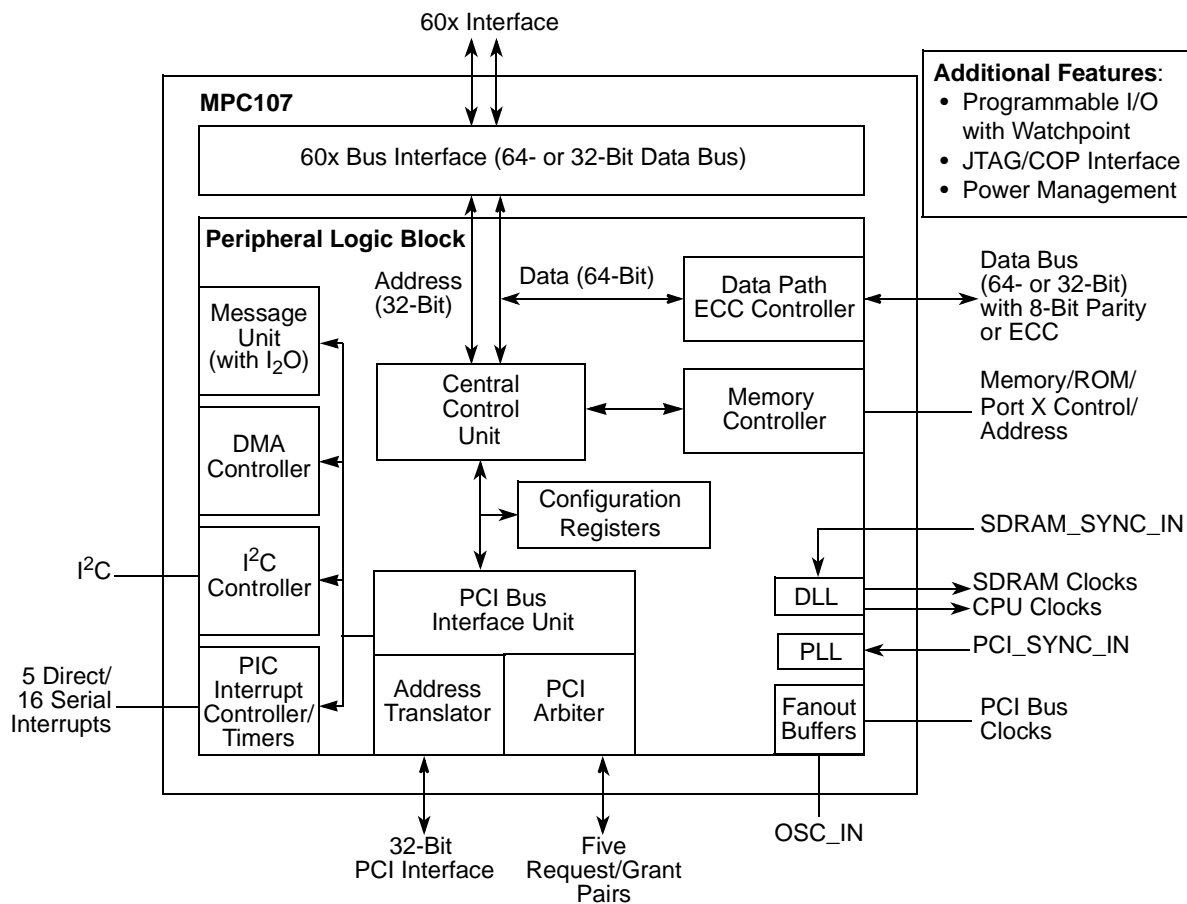 60x Interface
MPC107
60x Bus Interface (64- or 32-Bit Data Bus)
Additional Features:
• Programmable I/O
with Watchpoint
• JTAG/COP Interface
• Power Management
Peripheral Logic Block
Address
(32-Bit)
Data (64-Bit)
Data Path
ECC Controller
Data Bus
(64- or 32-Bit)
with 8-Bit Parity
or ECC
Message
Unit
(with I₂O)
Central
Control
Unit
Memory
Controller
Memory/ROM/
Port X Control/
Address
DMA
Controller
Configuration
Registers
SDRAM_SYNC_IN
I²C
I²C
Controller
PCI Bus
Interface Unit
DLL
SDRAM Clocks
CPU Clocks
PLL
PCI_SYNC_IN
5 Direct/
16 Serial
Interrupts
PIC
Interrupt
Controller/
Timers
Address
Translator
PCI
Arbiter
Fanout
Buffers
PCI Bus
Clocks
32-Bit
PCI Interface
Five
Request/Grant
Pairs
OSC_IN